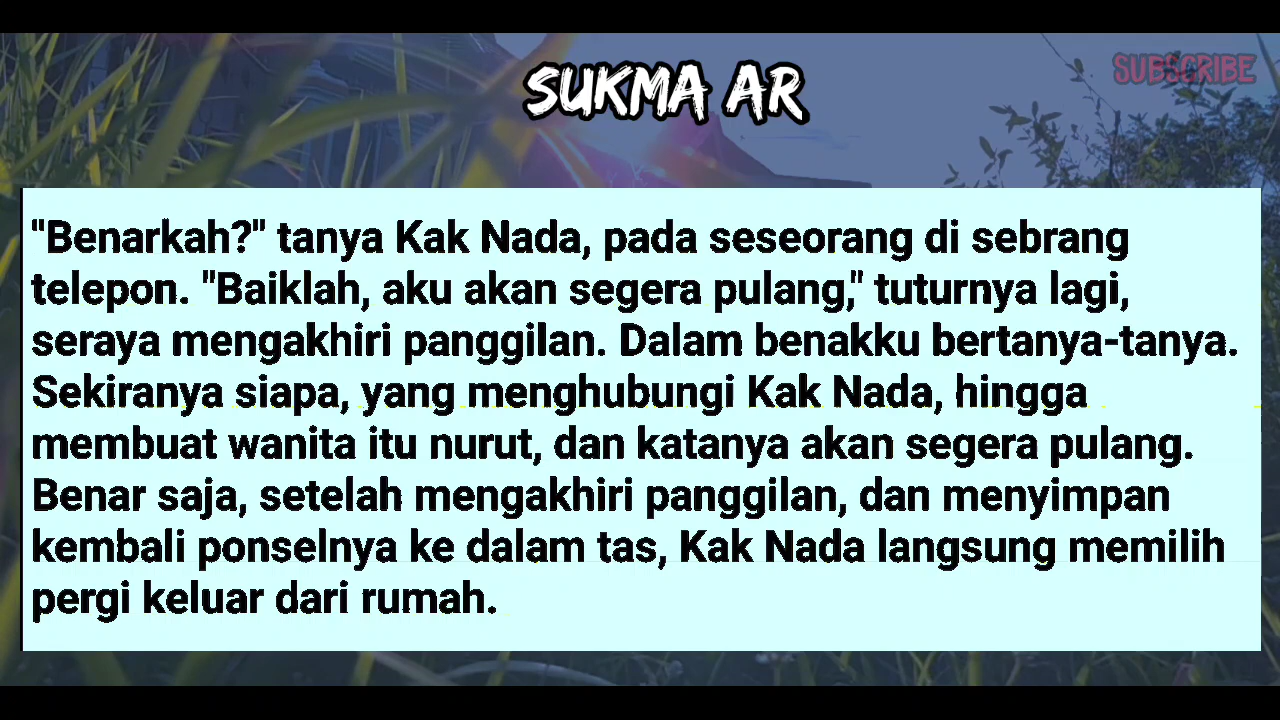 SUKMA AR
SUBSCRIBE
"Benarkah?" tanya Kak Nada, pada seseorang di sebrang
telepon. "Baiklah, aku akan segera pulang," tuturnya lagi,
seraya mengakhiri panggilan. Dalam benakku bertanya-tanya.
Sekiranya siapa, yang menghubungi Kak Nada, hingga
membuat wanita itu nurut, dan katanya akan segera pulang.
Benar saja, setelah mengakhiri panggilan, dan menyimpan
kembali ponselnya ke dalam tas, Kak Nada langsung memilih
pergi keluar dari rumah.